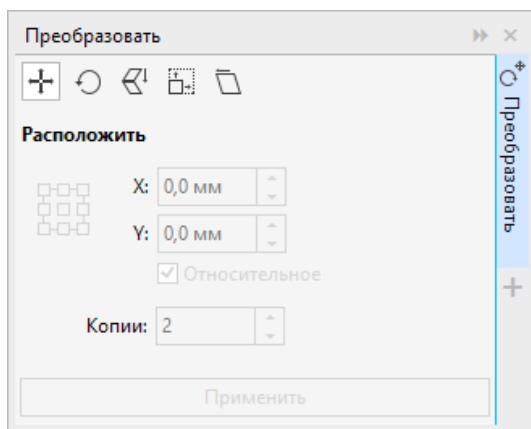 Преобразовать
Расположить
X: 0,0 мм
Y: 0,0 мм
Относительное
Копии: 2
Применить
Преобразовать